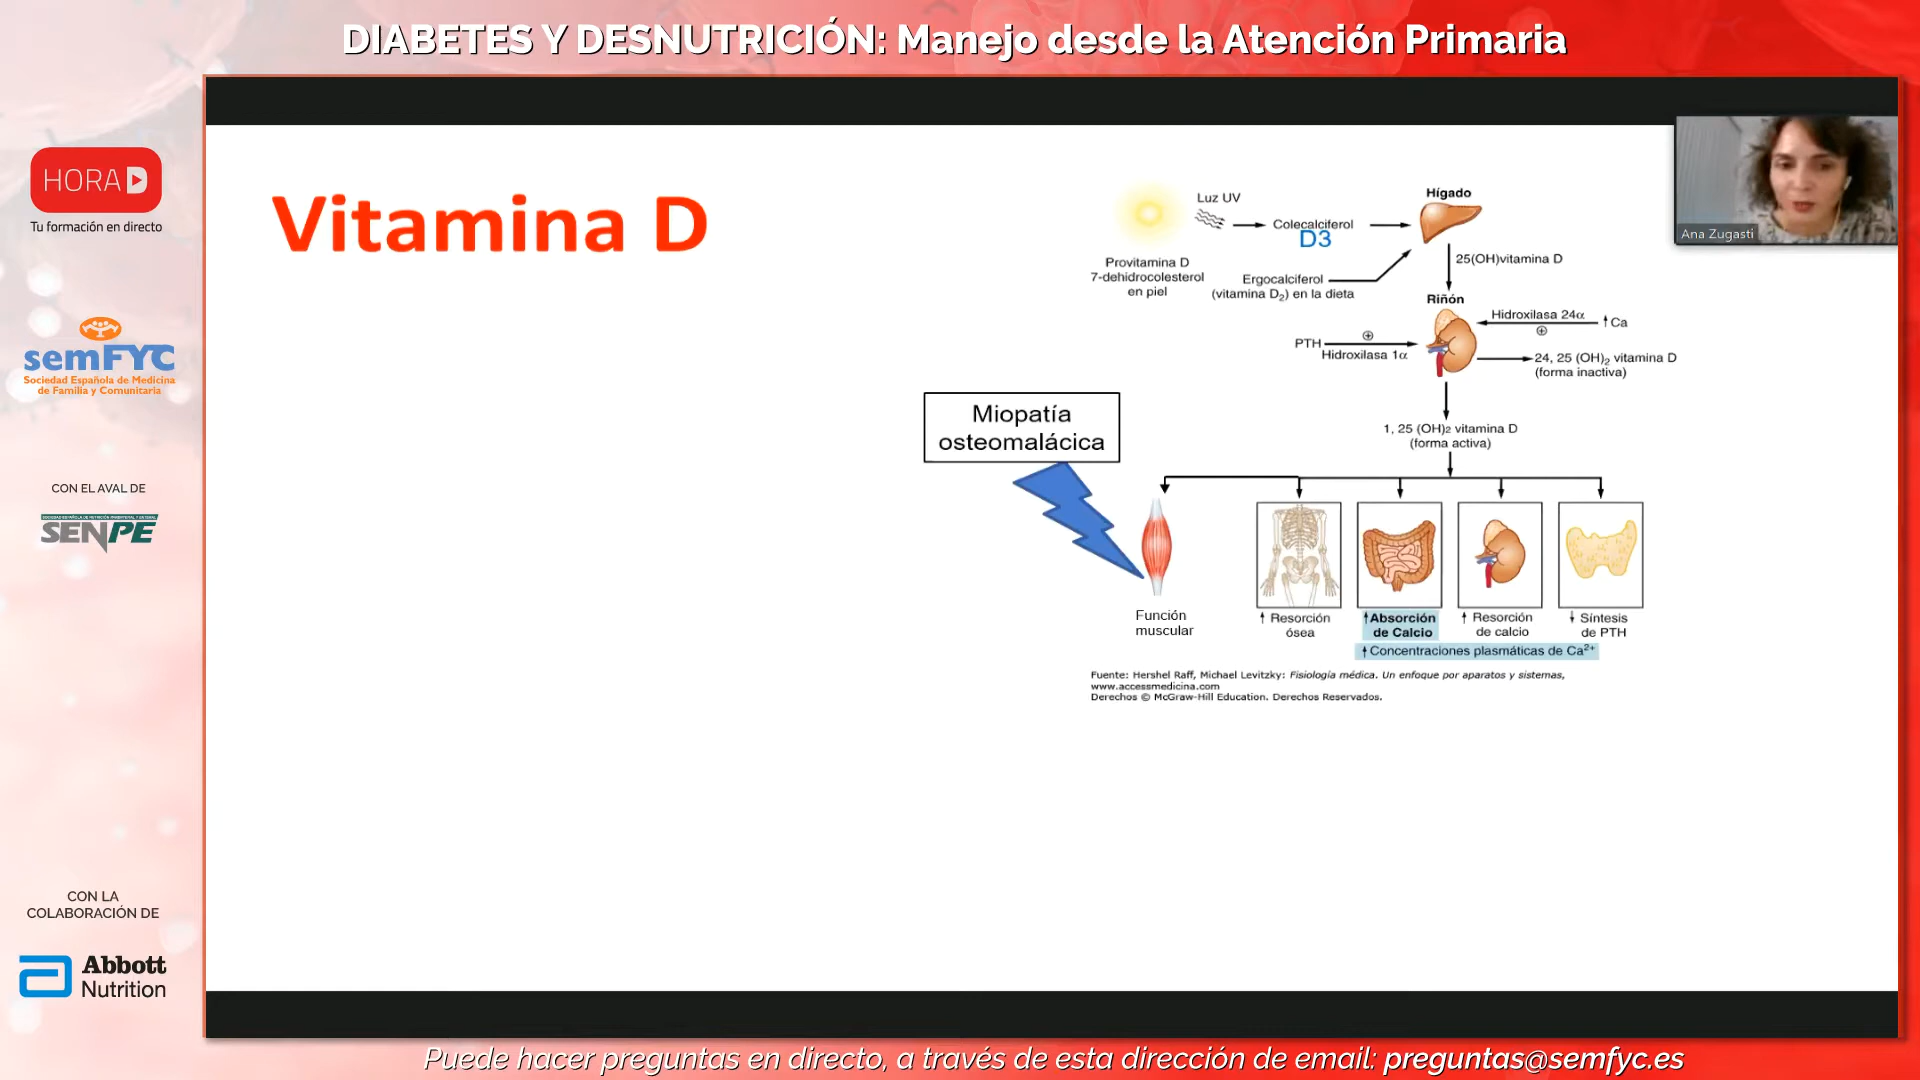 DIABETES Y DESNUTRICIÓN: Manejo desde la Atención Primaria
HORA D
Tu formación en directo
semFYC
Sociedad Española de Medicina
de Familia y Comunitaria
CON EL AVAL DE
SENPE
CON LA
COLABORACIÓN DE
Abbott
Nutrition
Vitamina D
Ana Zugasti
Luz UV
Colecalciferol
D3
Hígado
Provitamina D
7-dehidrocolesterol
en piel
Ergocalciferol
(vitamina D₂) en la dieta
25(OH)vitamina D
Riñón
Hidroxilasa 24α
⊕
↑Ca
PTH
⊕
Hidroxilasa 1α
24, 25 (OH)₂ vitamina D
(forma inactiva)
1, 25 (OH)₂ vitamina D
(forma activa)
Miopatía
osteomalácica
Función
muscular
↑ Resorción
ósea
↑Absorción
de Calcio
↑ Resorción
de calcio
↓ Síntesis
de PTH
↑Concentraciones plasmáticas de Ca²⁺
Fuente: Hershel Raff, Michael Levitzky: Fisiología médica. Un enfoque por aparatos y sistemas,
www.accessmedicina.com
Derechos © McGraw-Hill Education. Derechos Reservados.
Puede hacer preguntas en directo, a través de esta dirección de email: preguntas@semfyc.es